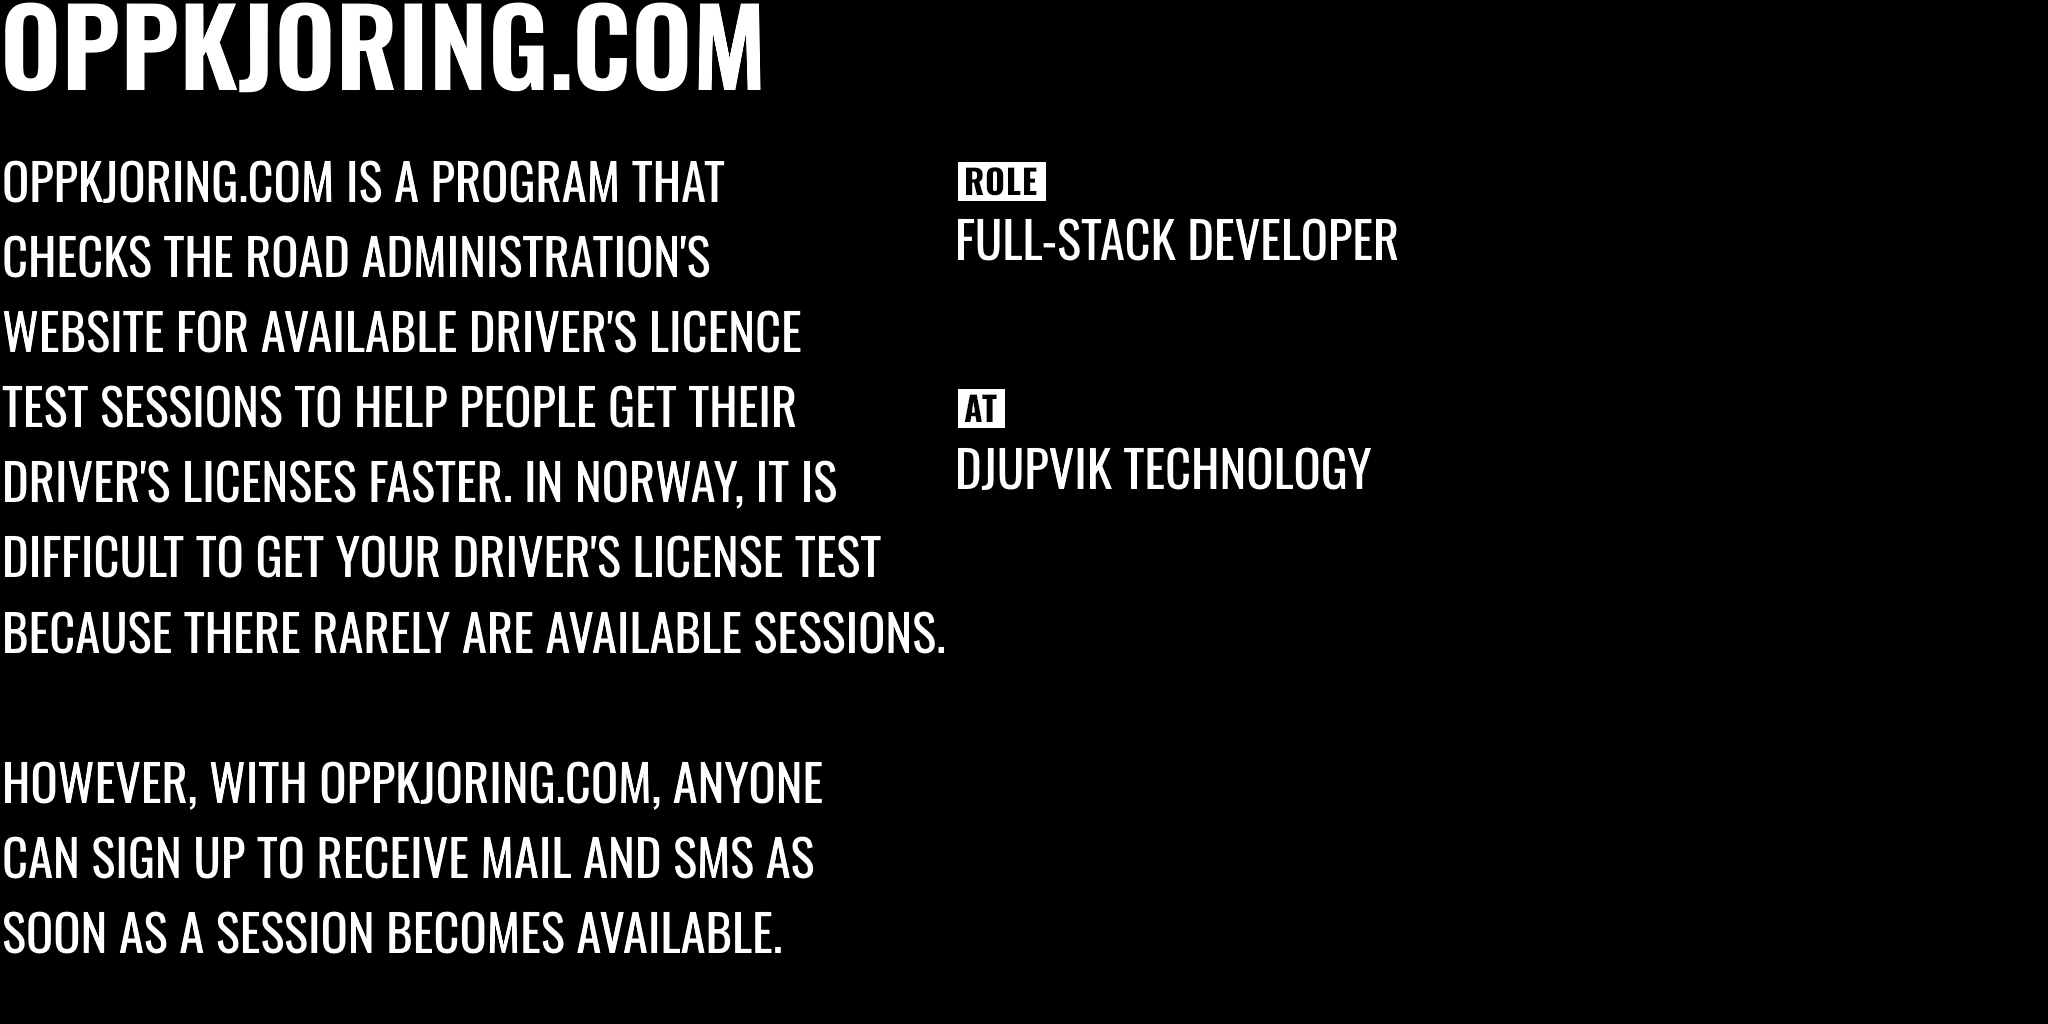 OPPKJORING.COM
OPPKJORING.COM IS A PROGRAM THAT
CHECKS THE ROAD ADMINISTRATION'S
WEBSITE FOR AVAILABLE DRIVER'S LICENCE
TEST SESSIONS TO HELP PEOPLE GET THEIR
DRIVER'S LICENSES FASTER. IN NORWAY, IT IS
DIFFICULT TO GET YOUR DRIVER'S LICENSE TEST
BECAUSE THERE RARELY ARE AVAILABLE SESSIONS.
HOWEVER, WITH OPPKJORING.COM, ANYONE
CAN SIGN UP TO RECEIVE MAIL AND SMS AS
SOON AS A SESSION BECOMES AVAILABLE.
ROLE
FULL-STACK DEVELOPER
AT
DJUPVIK TECHNOLOGY